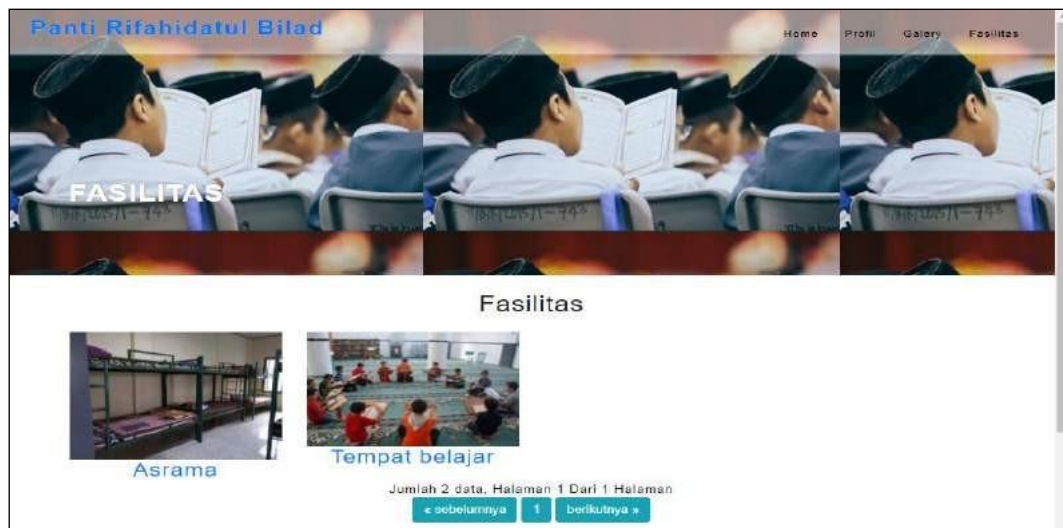 Panti Rifahidatul Bilad
Home Profil Galery Fasilitas
FASILITAS
Fasilitas
Asrama
Tempat belajar
Jumlah 2 data, Halaman 1 Dari 1 Halaman
« sebelumnya 1 berikutnya »